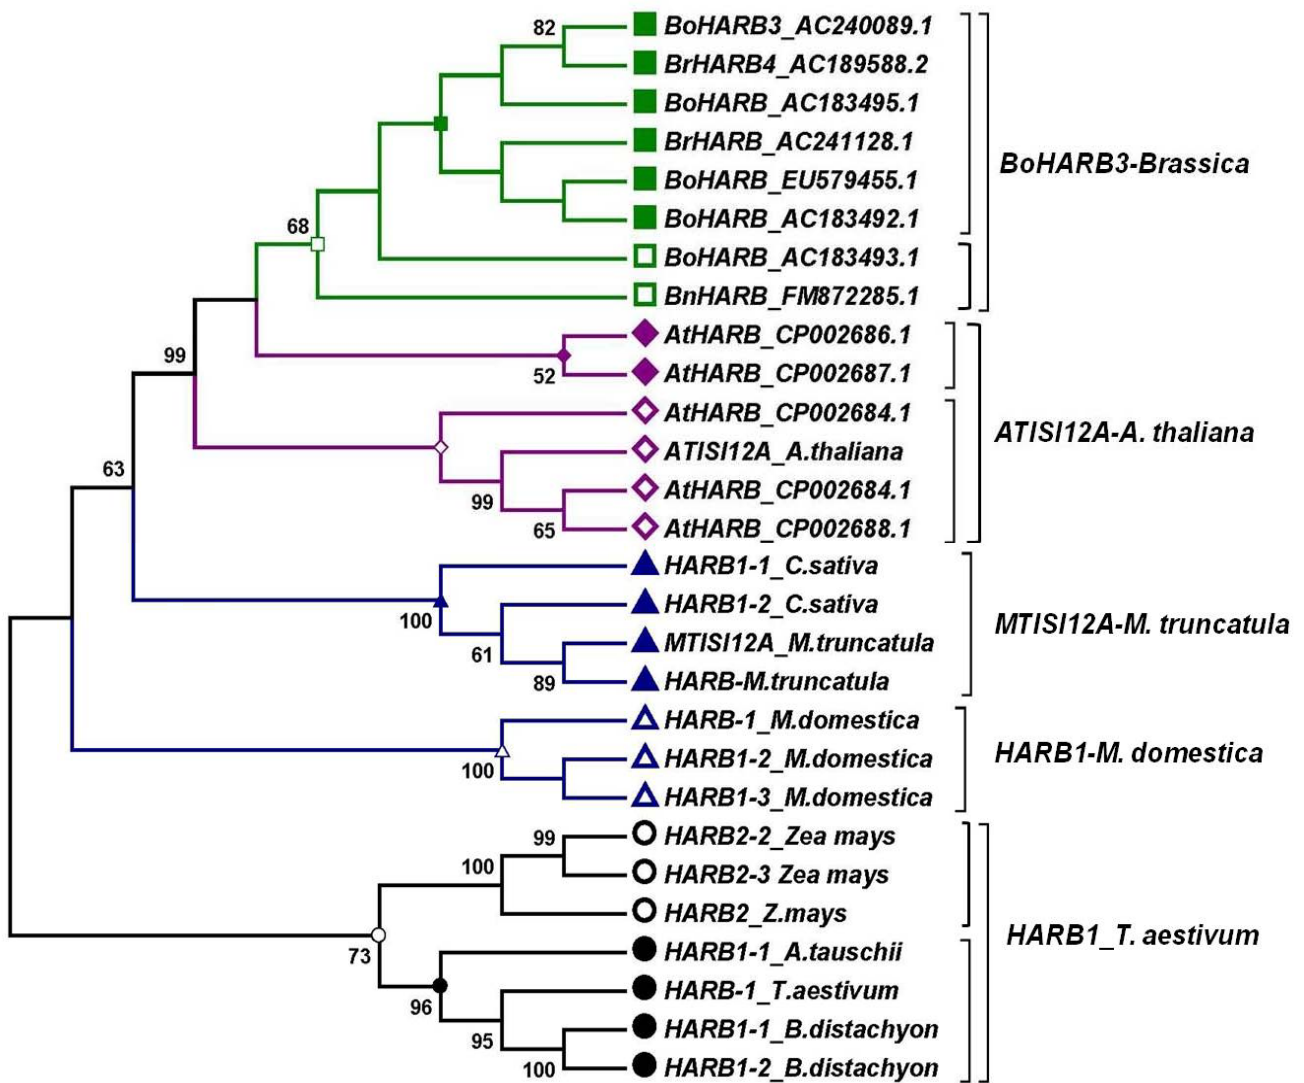 82
BoHARB3_AC240089.1
BrHARB4_AC189588.2
BoHARB_AC183495.1
BrHARB_AC241128.1
BoHARB3-Brassica
BoHARB_EU579455.1
BoHARB_AC183492.1
68
BoHARB_AC183493.1
BnHARB_FM872285.1
AtHARB_CP002686.1
99
52
AtHARB_CP002687.1
AtHARB_CP002684.1
ATISI12A-A. thaliana
ATISI12A_A.thaliana
63
99
AtHARB_CP002684.1
65
AtHARB_CP002688.1
HARB1-1_C.sativa
HARB1-2_C.sativa
100
MTISI12A-M. truncatula
61
MTISI12A_M.truncatula
89
HARB-M.truncatula
HARB-1_M.domestica
HARB1-M. domestica
100
HARB1-2_M.domestica
HARB1-3_M.domestica
99
HARB2-2_Zea mays
100
HARB2-3 Zea mays
HARB2_Z.mays
HARB1_T. aestivum
73
HARB1-1_A.tauschii
96
HARB-1_T.aestivum
95
HARB1-1_B.distachyon
100
HARB1-2_B.distachyon